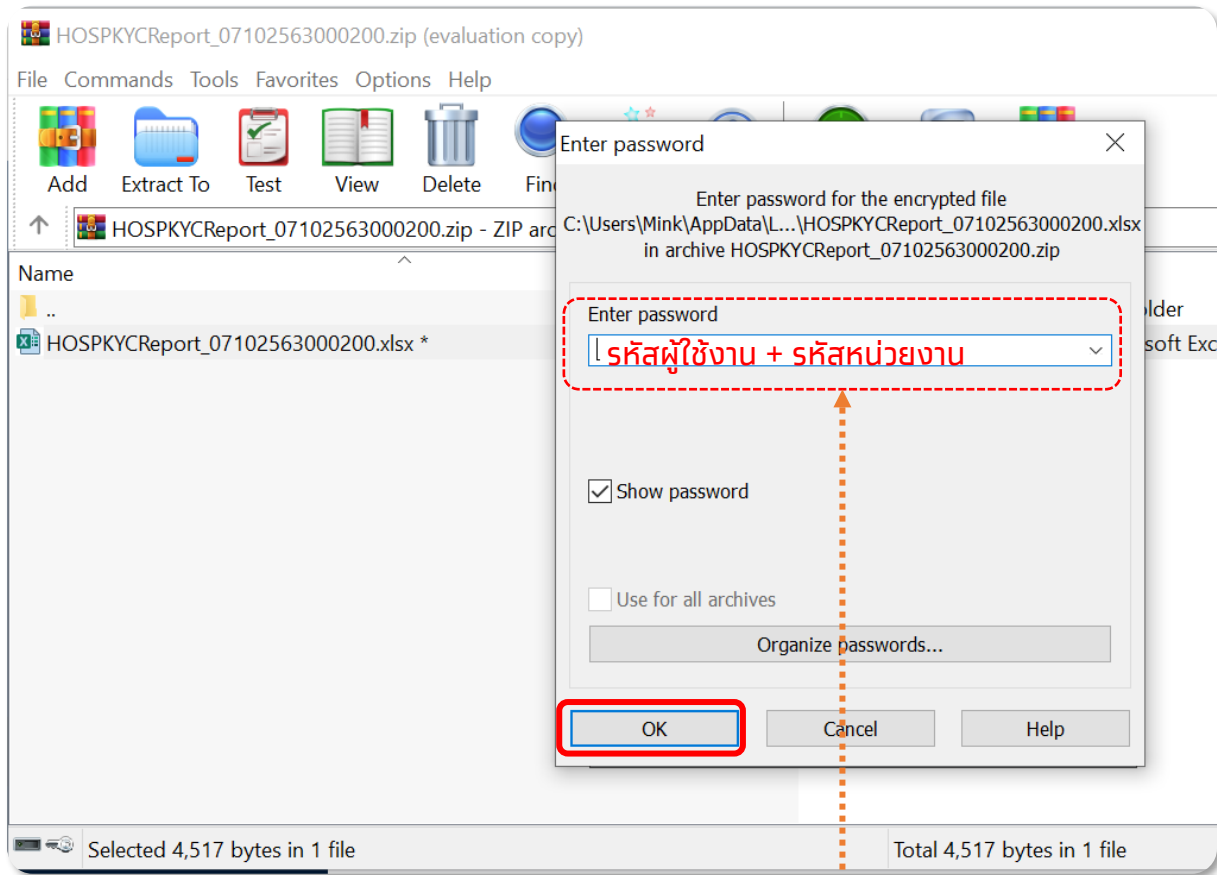 HOSPKYCReport_07102563000200.zip (evaluation copy)
File Commands Tools Favorites Options Help
Add Extract To Test View Delete
HOSPKYCReport_07102563000200.zip - ZIP
Name
..
HOSPKYCReport_07102563000200.xlsx *
Enter password
Enter password for the encrypted file
C:\Users\Mink\AppData\L...\HOSPKYCReport_07102563000200.xlsx
in archive HOSPKYCReport_07102563000200.zip
Enter password
รหัสผู้ใช้งาน + รหัสหน่วยงาน
Show password
Use for all archives
Organize passwords...
OK Cancel Help
Selected 4,517 bytes in 1 file
Total 4,517 bytes in 1 file